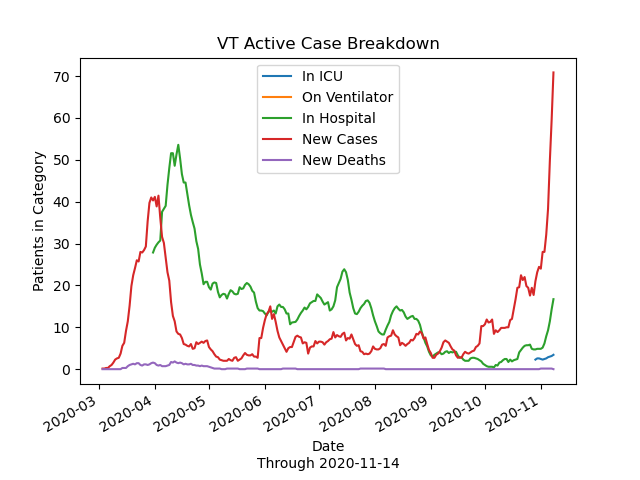 VT Active Case Breakdown
In ICU
On Ventilator
In Hospital
New Cases
New Deaths
Patients in Category
70
60
50
40
30
20
10
0
2020-03
2020-04
2020-05
2020-06
2020-07
2020-08
2020-09
2020-10
2020-11
Date
Through 2020-11-14